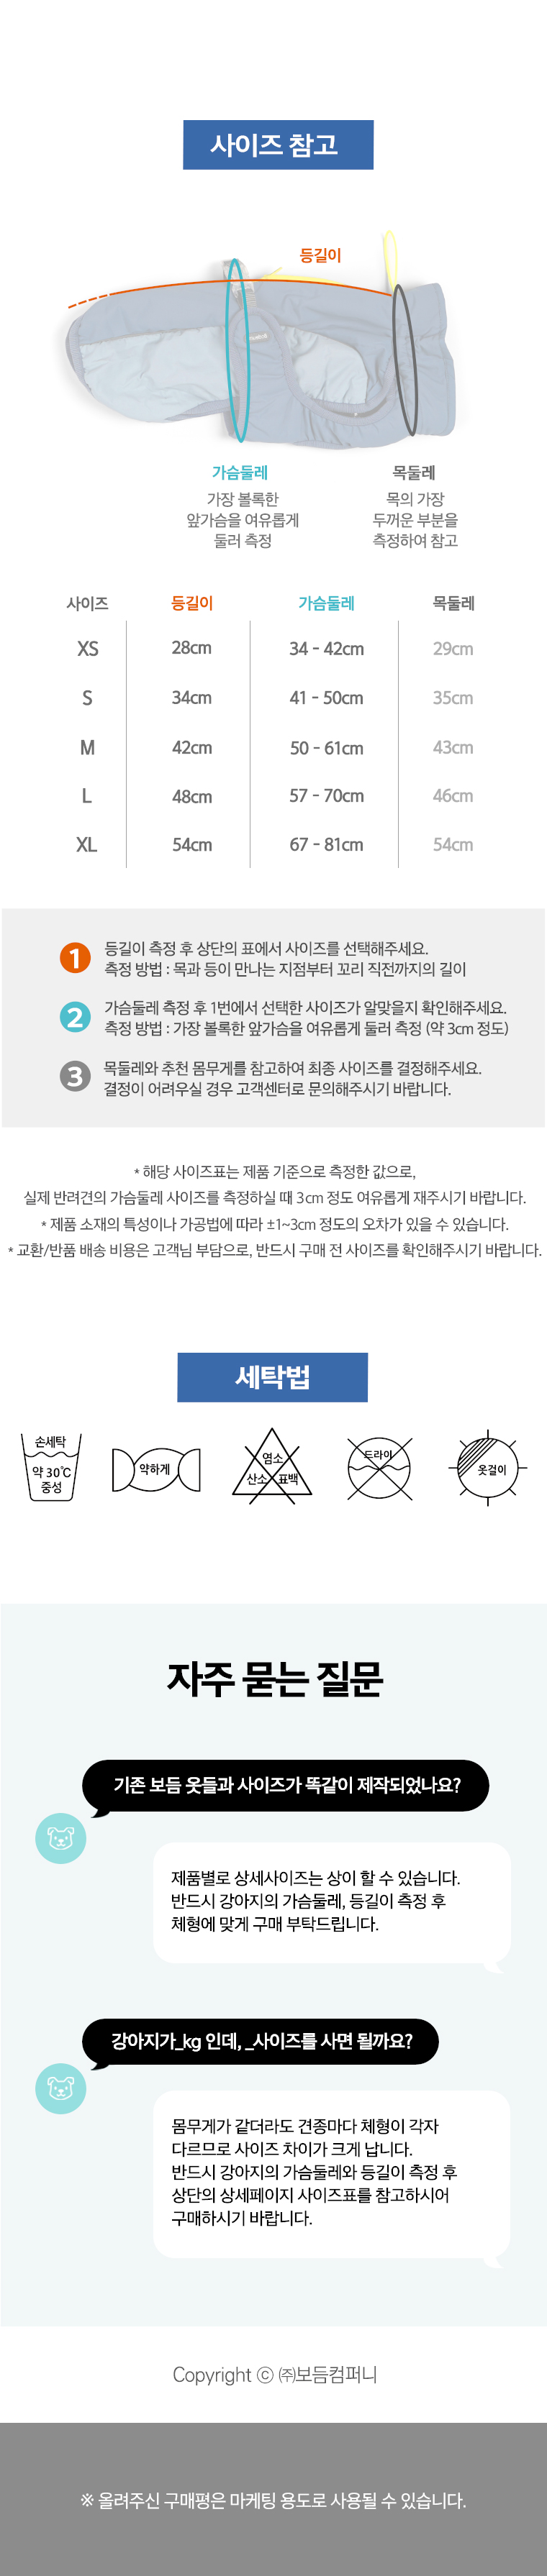 사이즈 참고
등길이
가슴둘레
가장 볼록한
앞가슴을 여유롭게
둘러 측정
목둘레
목의 가장
두꺼운 부분을
측정하여 참고
사이즈 등길이 가슴둘레 목둘레
XS 28cm 34 - 42cm 29cm
S 34cm 41 - 50cm 35cm
M 42cm 50 - 61cm 43cm
L 48cm 57 - 70cm 46cm
XL 54cm 67 - 81cm 54cm
1 등길이 측정 후 상단의 표에서 사이즈를 선택해주세요.
측정 방법 : 목과 등이 만나는 지점부터 꼬리 직전까지의 길이
2 가슴둘레 측정 후 1번에서 선택한 사이즈가 알맞을지 확인해주세요.
측정 방법 : 가장 볼록한 앞가슴을 여유롭게 둘러 측정 (약 3cm 정도)
3 목둘레와 추천 몸무게를 참고하여 최종 사이즈를 결정해주세요.
결정이 어려우실 경우 고객센터로 문의해주시기 바랍니다.
* 해당 사이즈표는 제품 기준으로 측정한 값으로,
실제 반려견의 가슴둘레 사이즈를 측정하실 때 3cm 정도 여유롭게 재주시기 바랍니다.
* 제품 소재의 특성이나 가공법에 따라 ±1~3cm 정도의 오차가 있을 수 있습니다.
* 교환/반품 배송 비용은 고객님 부담으로, 반드시 구매 전 사이즈를 확인해주시기 바랍니다.
세탁법
손세탁
약 30℃
중성
약하게
염소
산소 표백
드라이
옷걸이
자주 묻는 질문
기존 보듬 옷들과 사이즈가 똑같이 제작되었나요?
제품별로 상세사이즈는 상이 할 수 있습니다.
반드시 강아지의 가슴둘레, 등길이 측정 후
체형에 맞게 구매 부탁드립니다.
강아지가_kg 인데, _사이즈를 사면 될까요?
몸무게가 같더라도 견종마다 체형이 각자
다르므로 사이즈 차이가 크게 납니다.
반드시 강아지의 가슴둘레와 등길이 측정 후
상단의 상세페이지 사이즈표를 참고하시어
구매하시기 바랍니다.
Copyright ⓒ ㈜보듬컴퍼니
※ 올려주신 구매평은 마케팅 용도로 사용될 수 있습니다.